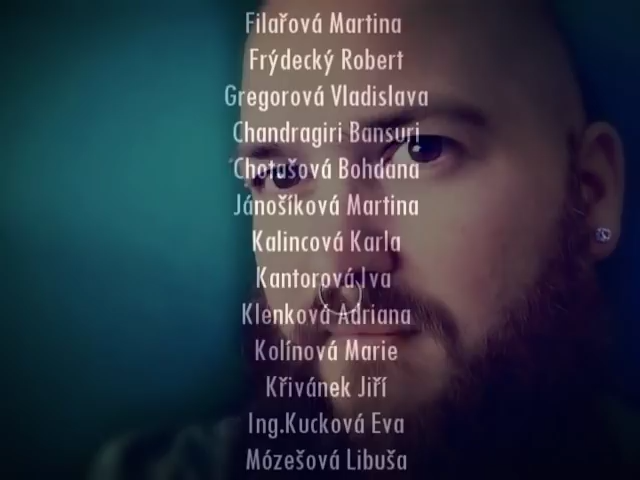 Filařová Martina
Frýdecký Robert
Gregorová Vladislava
Chandragiri Bansuri
Chotašová Bohdana
Jánošíková Martina
Kalincová Karla
Kantorová Iva
Klenková Adriana
Kolínová Marie
Křivánek Jiří
Ing.Kucková Eva
Mózešová Libuša